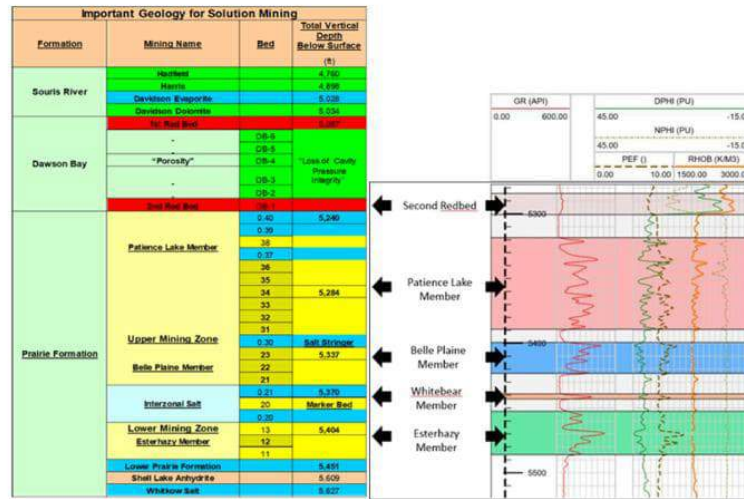 Important Geology for Solution Mining
Formation Mining Name Bed Total Vertical Depth Below Surface (ft)
Souris River
Hatfield 4,760
Harris 4,898
Davidson Evaporite 5,028
Davidson Dolomite 5,034
Dawson Bay
1st Red Bed
DB-6
DB-5
"Porosity" DB-4 "Loss of Cavity Pressure Integrity"
DB-3
DB-2
2nd Red Bed DB-1
Prairie Formation
0.40 5,240
0.39
Patience Lake Member 38
0.37
36
35
34 5,284
33
32
31
Upper Mining Zone 0.30 Salt Stringer
23 5,337
Belle Plaine Member 22
21
0.21 5,370
Interzonal Salt 20 Marker Bed
0.20
Lower Mining Zone 13 5,404
Esterhazy Member 12
11
Lower Prairie Formation 5,451
Shell Lake Anhydrite 5,609
Whitkow Salt 5,627
GR (API)
0.00 600.00
DPHI (PU)
45.00 -15.0
NPHI (PU)
45.00 -15.0
PEF () RHOB (K/M3)
0.00 10.00 1500.00 3000.0
Second Redbed
5300
Patience Lake
Member
5400
Belle Plaine
Member
Whitebear
Member
Esterhazy
Member
5500